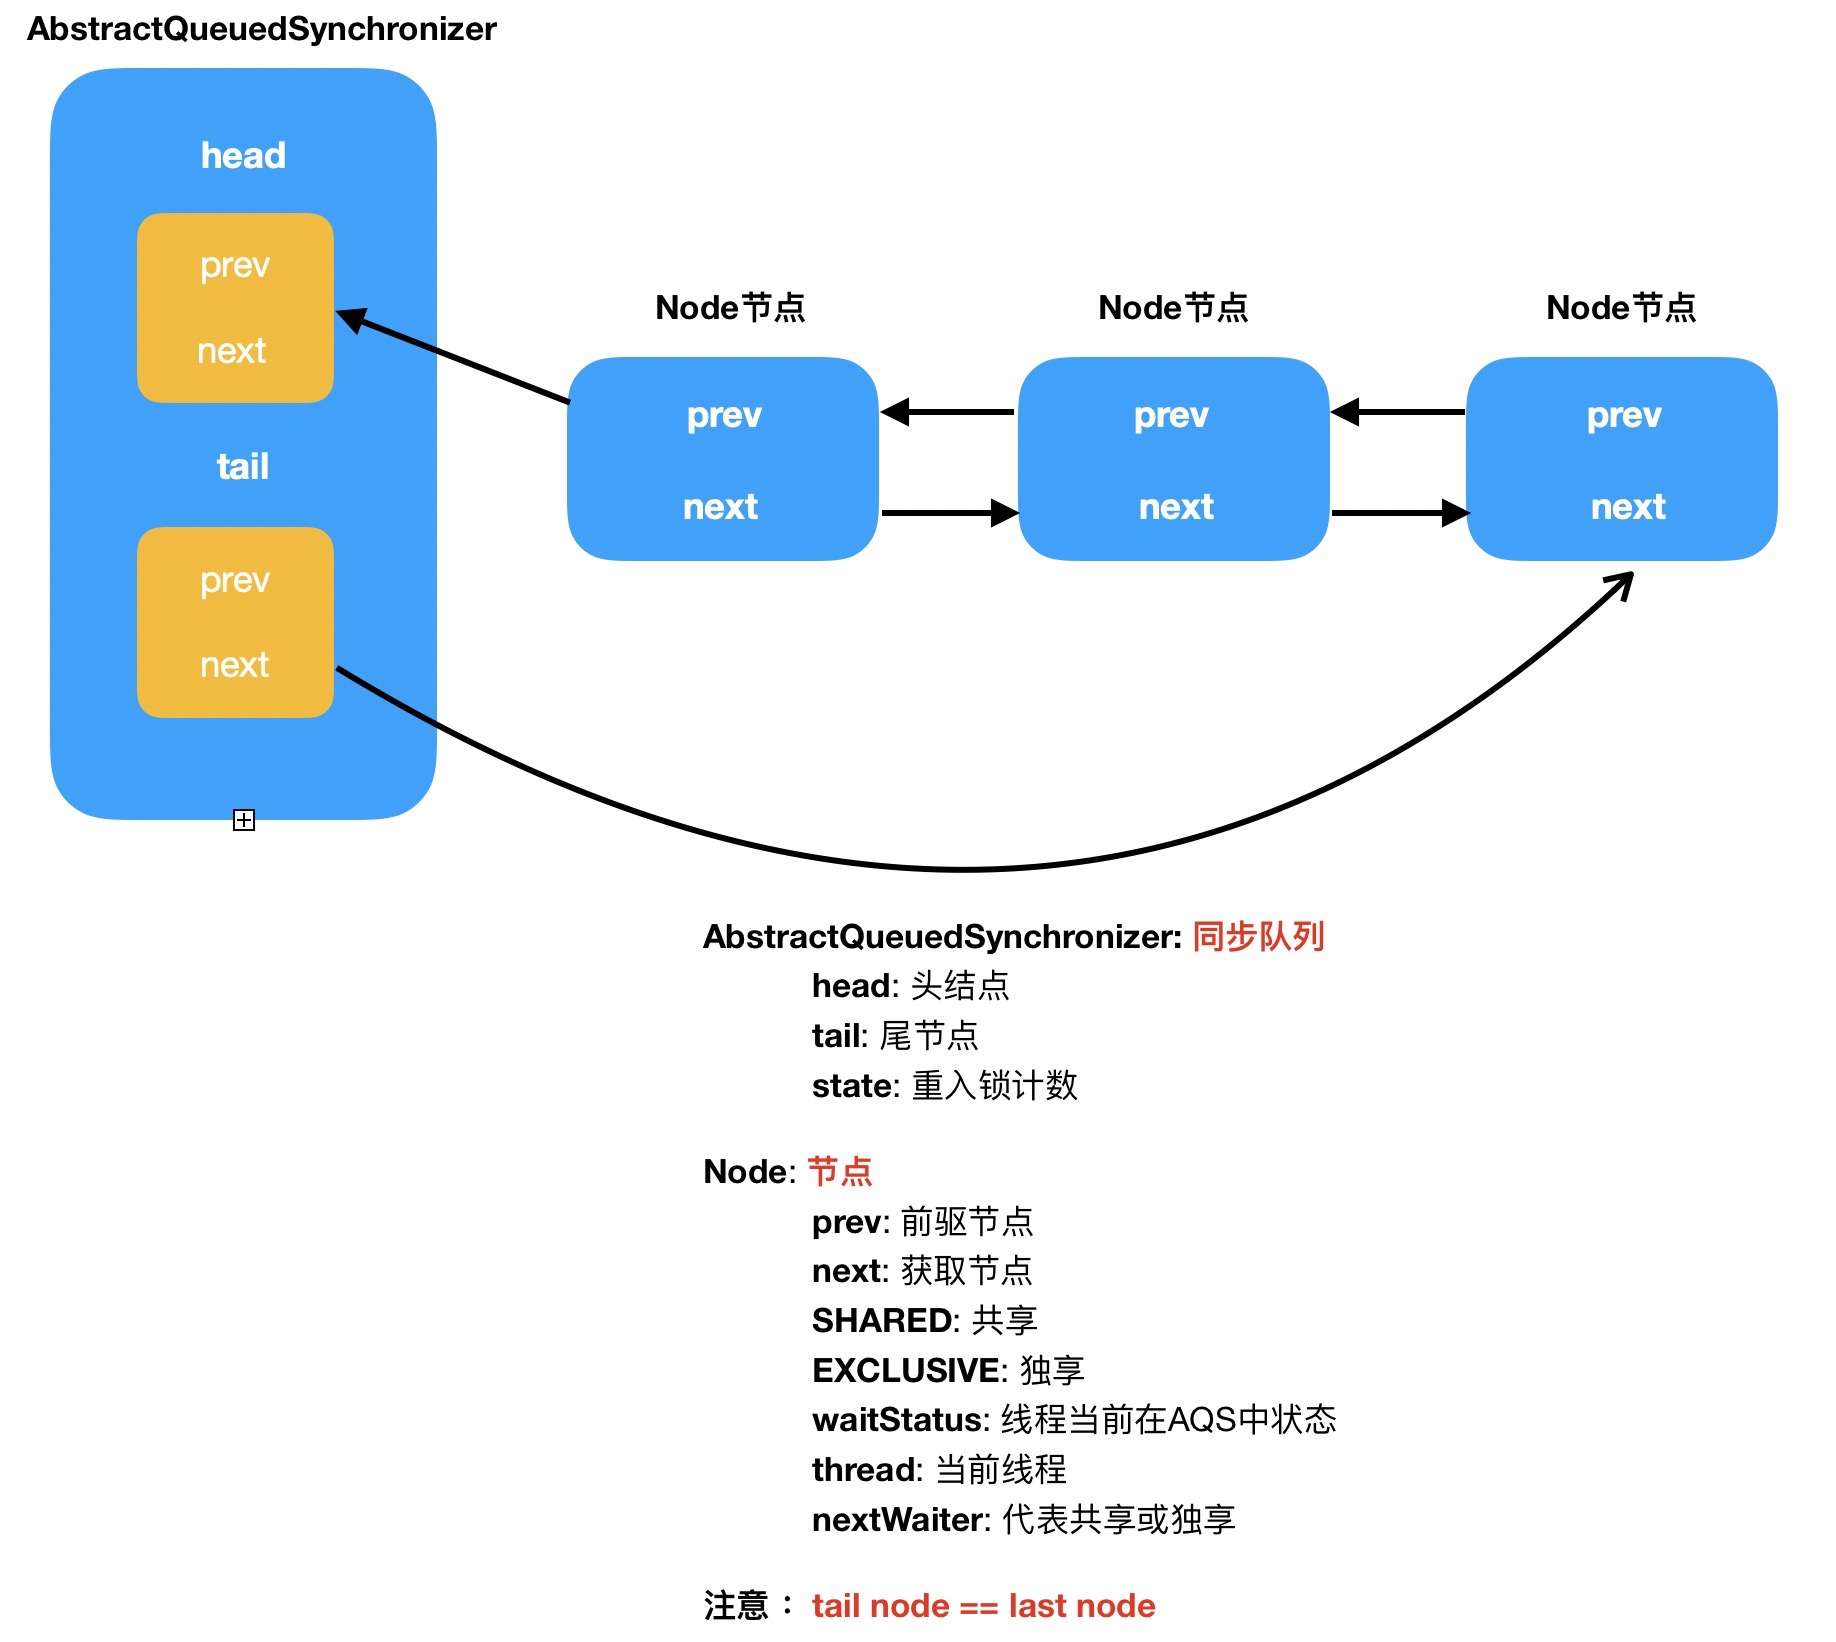 AbstractQueuedSynchronizer
head
prev
next
tail
prev
next
Node节点
prev
next
Node节点
prev
next
Node节点
prev
next
AbstractQueuedSynchronizer: 同步队列
head: 头结点
tail: 尾节点
state: 重入锁计数
Node: 节点
prev: 前驱节点
next: 获取节点
SHARED: 共享
EXCLUSIVE: 独享
waitStatus: 线程当前在AQS中状态
thread: 当前线程
nextWaiter: 代表共享或独享
注意： tail node == last node